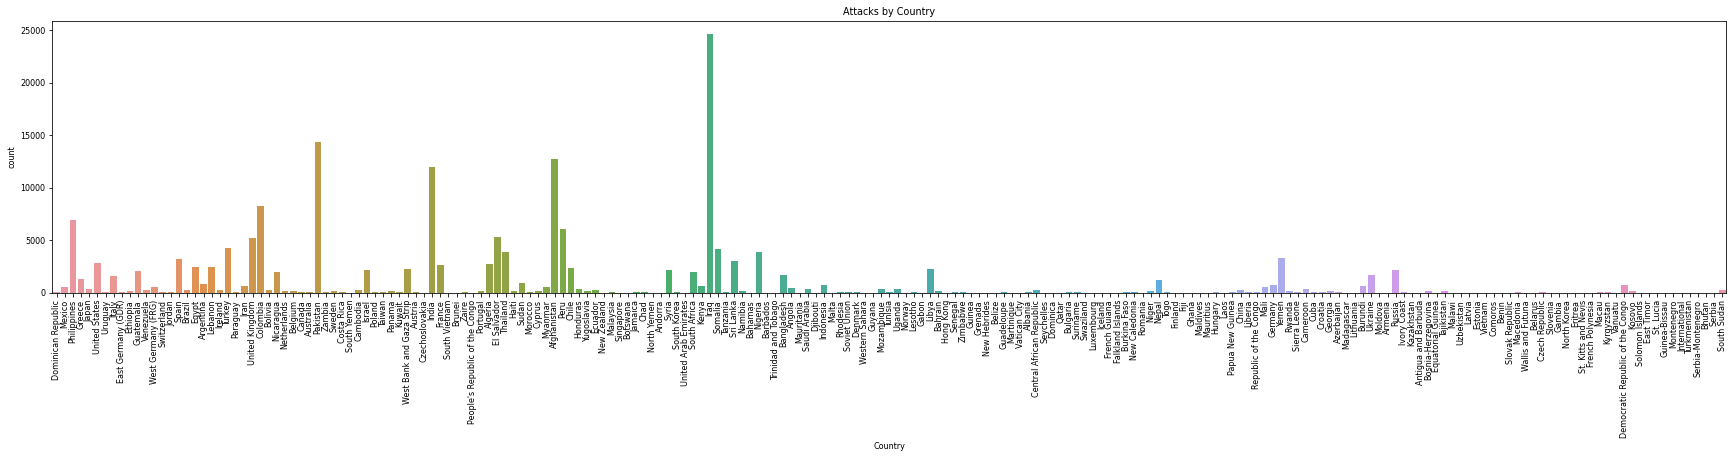 Attacks by Country
25000
20000
15000
10000
5000
0
count
Dominican Republic
Mexico
Philippines
Greece
Japan
United States
Uruguay
Italy
East Germany (GDR)
Ethiopia
Guatemala
Venezuela
West Germany (FRG)
Switzerland
Jordan
Spain
Brazil
Egypt
Argentina
Lebanon
Ireland
Turkey
Paraguay
Iran
United Kingdom
Colombia
Bolivia
Nicaragua
Netherlands
Belgium
Canada
Australia
Pakistan
Zambia
Sweden
Costa Rica
South Yemen
Cambodia
Israel
Poland
Taiwan
Panama
Kuwait
West Bank and Gaza Strip
Austria
Czechoslovakia
India
France
South Vietnam
Brunei
Zaire
People's Republic of the Congo
Portugal
Algeria
El Salvador
Thailand
Haiti
Sudan
Morocco
Cyprus
Myanmar
Afghanistan
Peru
Chile
Honduras
Yugoslavia
Ecuador
New Zealand
Malaysia
Singapore
Botswana
Jamaica
Chad
North Yemen
Andorra
Syria
South Korea
United Arab Emirates
South Africa
Kenya
Iraq
Somalia
Tanzania
Sri Lanka
Namibia
Bahamas
Nigeria
Barbados
Trinidad and Tobago
Bangladesh
Angola
Mauritania
Saudi Arabia
Djibouti
Indonesia
Malta
Rhodesia
Soviet Union
Denmark
Western Sahara
Guyana
Mozambique
Tunisia
Uganda
Norway
Lesotho
Gabon
Libya
Bahrain
Hong Kong
Senegal
Zimbabwe
Guinea
Grenada
New Hebrides
Belize
Guadeloupe
Martinique
Vatican City
Albania
Central African Republic
Seychelles
Dominica
Qatar
Bulgaria
Suriname
Swaziland
Luxembourg
Iceland
French Guiana
Falkland Islands
Burkina Faso
New Caledonia
Romania
Niger
Nepal
Togo
Finland
Fiji
Ghana
Maldives
Mauritius
Hungary
Laos
Papua New Guinea
China
Liberia
Republic of the Congo
Mali
Germany
Yemen
Rwanda
Sierra Leone
Cameroon
Cuba
Croatia
Georgia
Azerbaijan
Madagascar
Lithuania
Burundi
Ukraine
Moldova
Armenia
Russia
Ivory Coast
Kazakhstan
Antigua and Barbuda
Bosnia-Herzegovina
Equatorial Guinea
Tajikistan
Malawi
Uzbekistan
Latvia
Estonia
Vietnam
Comoros
Benin
Slovak Republic
Macedonia
Wallis and Futuna
Belarus
Czech Republic
Slovenia
Gambia
North Korea
Eritrea
St. Kitts and Nevis
French Polynesia
Macau
Kyrgyzstan
Vanuatu
Democratic Republic of the Congo
Kosovo
Solomon Islands
East Timor
St. Lucia
Guinea-Bissau
Montenegro
International
Turkmenistan
Serbia-Montenegro
Bhutan
Serbia
South Sudan
Country